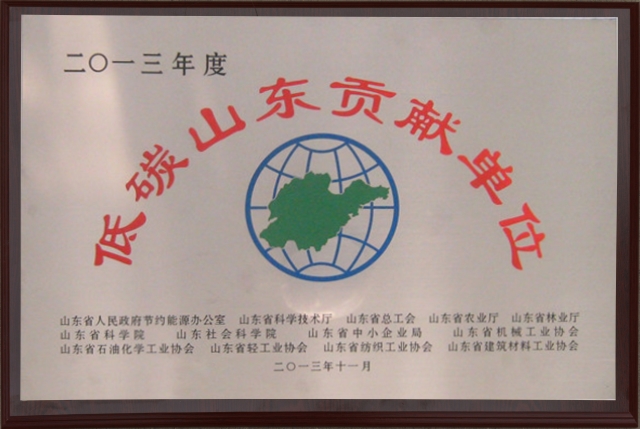 二〇一三年度
低碳山东贡献单位
山东省人民政府节约能源办公室 山东省科学技术厅 山东省总工会 山东省农业厅 山东省林业厅
山东省科学院 山东社会科学院 山东省中小企业局 山东省机械工业协会
山东省石油化学工业协会 山东省轻工业协会 山东省纺织工业协会 山东省建筑材料工业协会
二〇一三年十一月